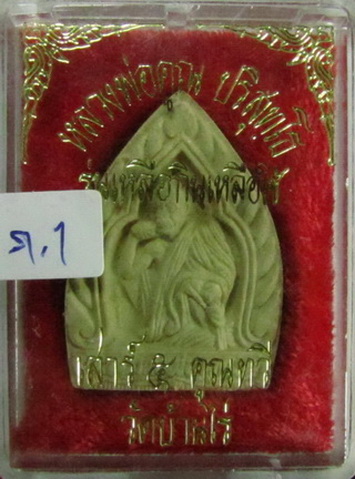 หลวงพ่อคูณ ปริสุทฺโธ
รุ่นเหลือกินเหลือใช้
ด.1
เสาร์ ๕ คูณทวี
วัดบ้านไร่